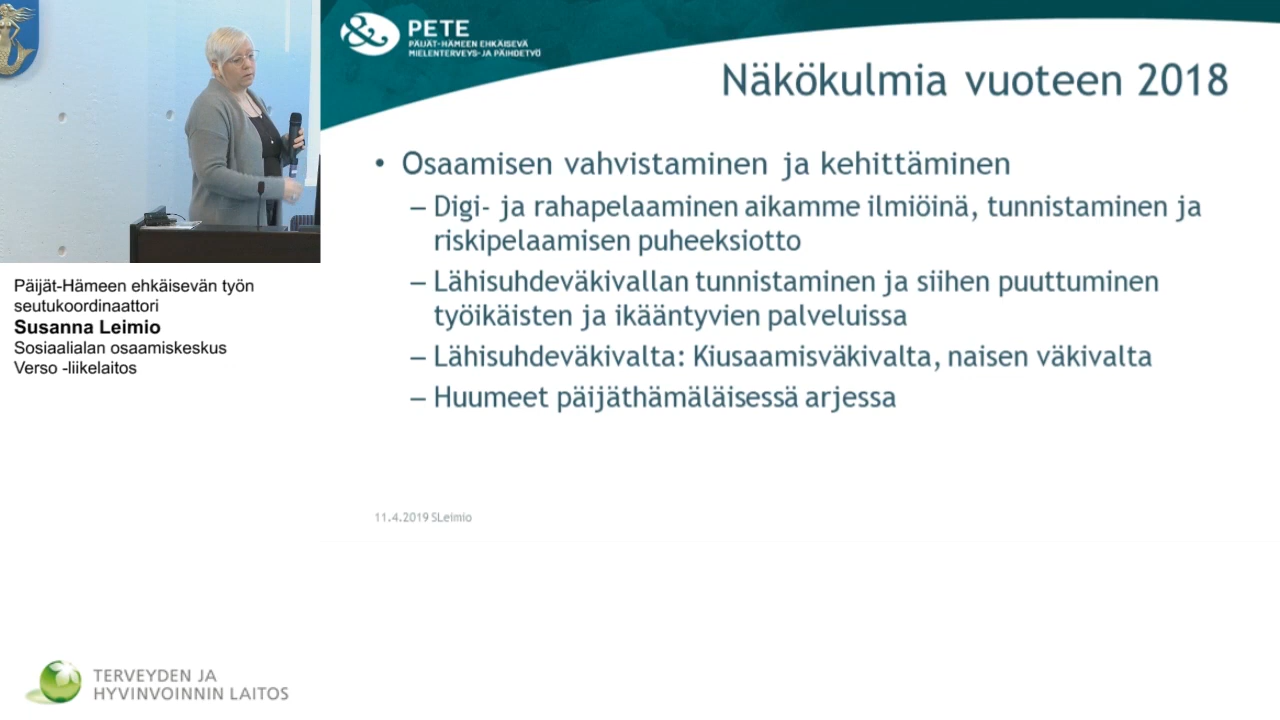 PETE
PÄIJÄT-HÄMEEN EHKÄISEVÄ
MIELENTERVEYS- JA PÄIHDETYÖ
Näkökulmia vuoteen 2018
• Osaamisen vahvistaminen ja kehittäminen
– Digi- ja rahapelaaminen aikamme ilmiöinä, tunnistaminen ja
riskipelaamisen puheeksiotto
– Lähisuhdeväkivallan tunnistaminen ja siihen puuttuminen
työikäisten ja ikääntyvien palveluissa
– Lähisuhdeväkivalta: Kiusaamisväkivalta, naisen väkivalta
– Huumeet päijäthämäläisessä arjessa
11.4.2019 SLeimio
Päijät-Hämeen ehkäisevän työn
seutukoordinaattori
Susanna Leimio
Sosiaalialan osaamiskeskus
Verso -liikelaitos
TERVEYDEN JA
HYVINVOINNIN LAITOS